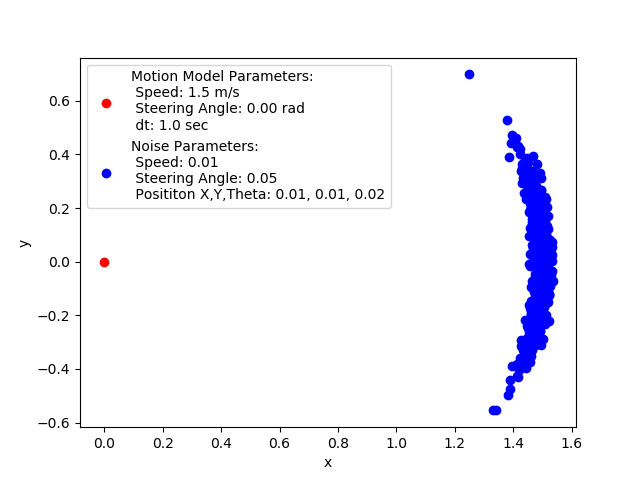 Motion Model Parameters:
Speed: 1.5 m/s
Steering Angle: 0.00 rad
dt: 1.0 sec
Noise Parameters:
Speed: 0.01
Steering Angle: 0.05
Posititon X,Y,Theta: 0.01, 0.01, 0.02
0.6
0.4
0.2
0.0
−0.2
−0.4
−0.6
y
0.0 0.2 0.4 0.6 0.8 1.0 1.2 1.4 1.6
x